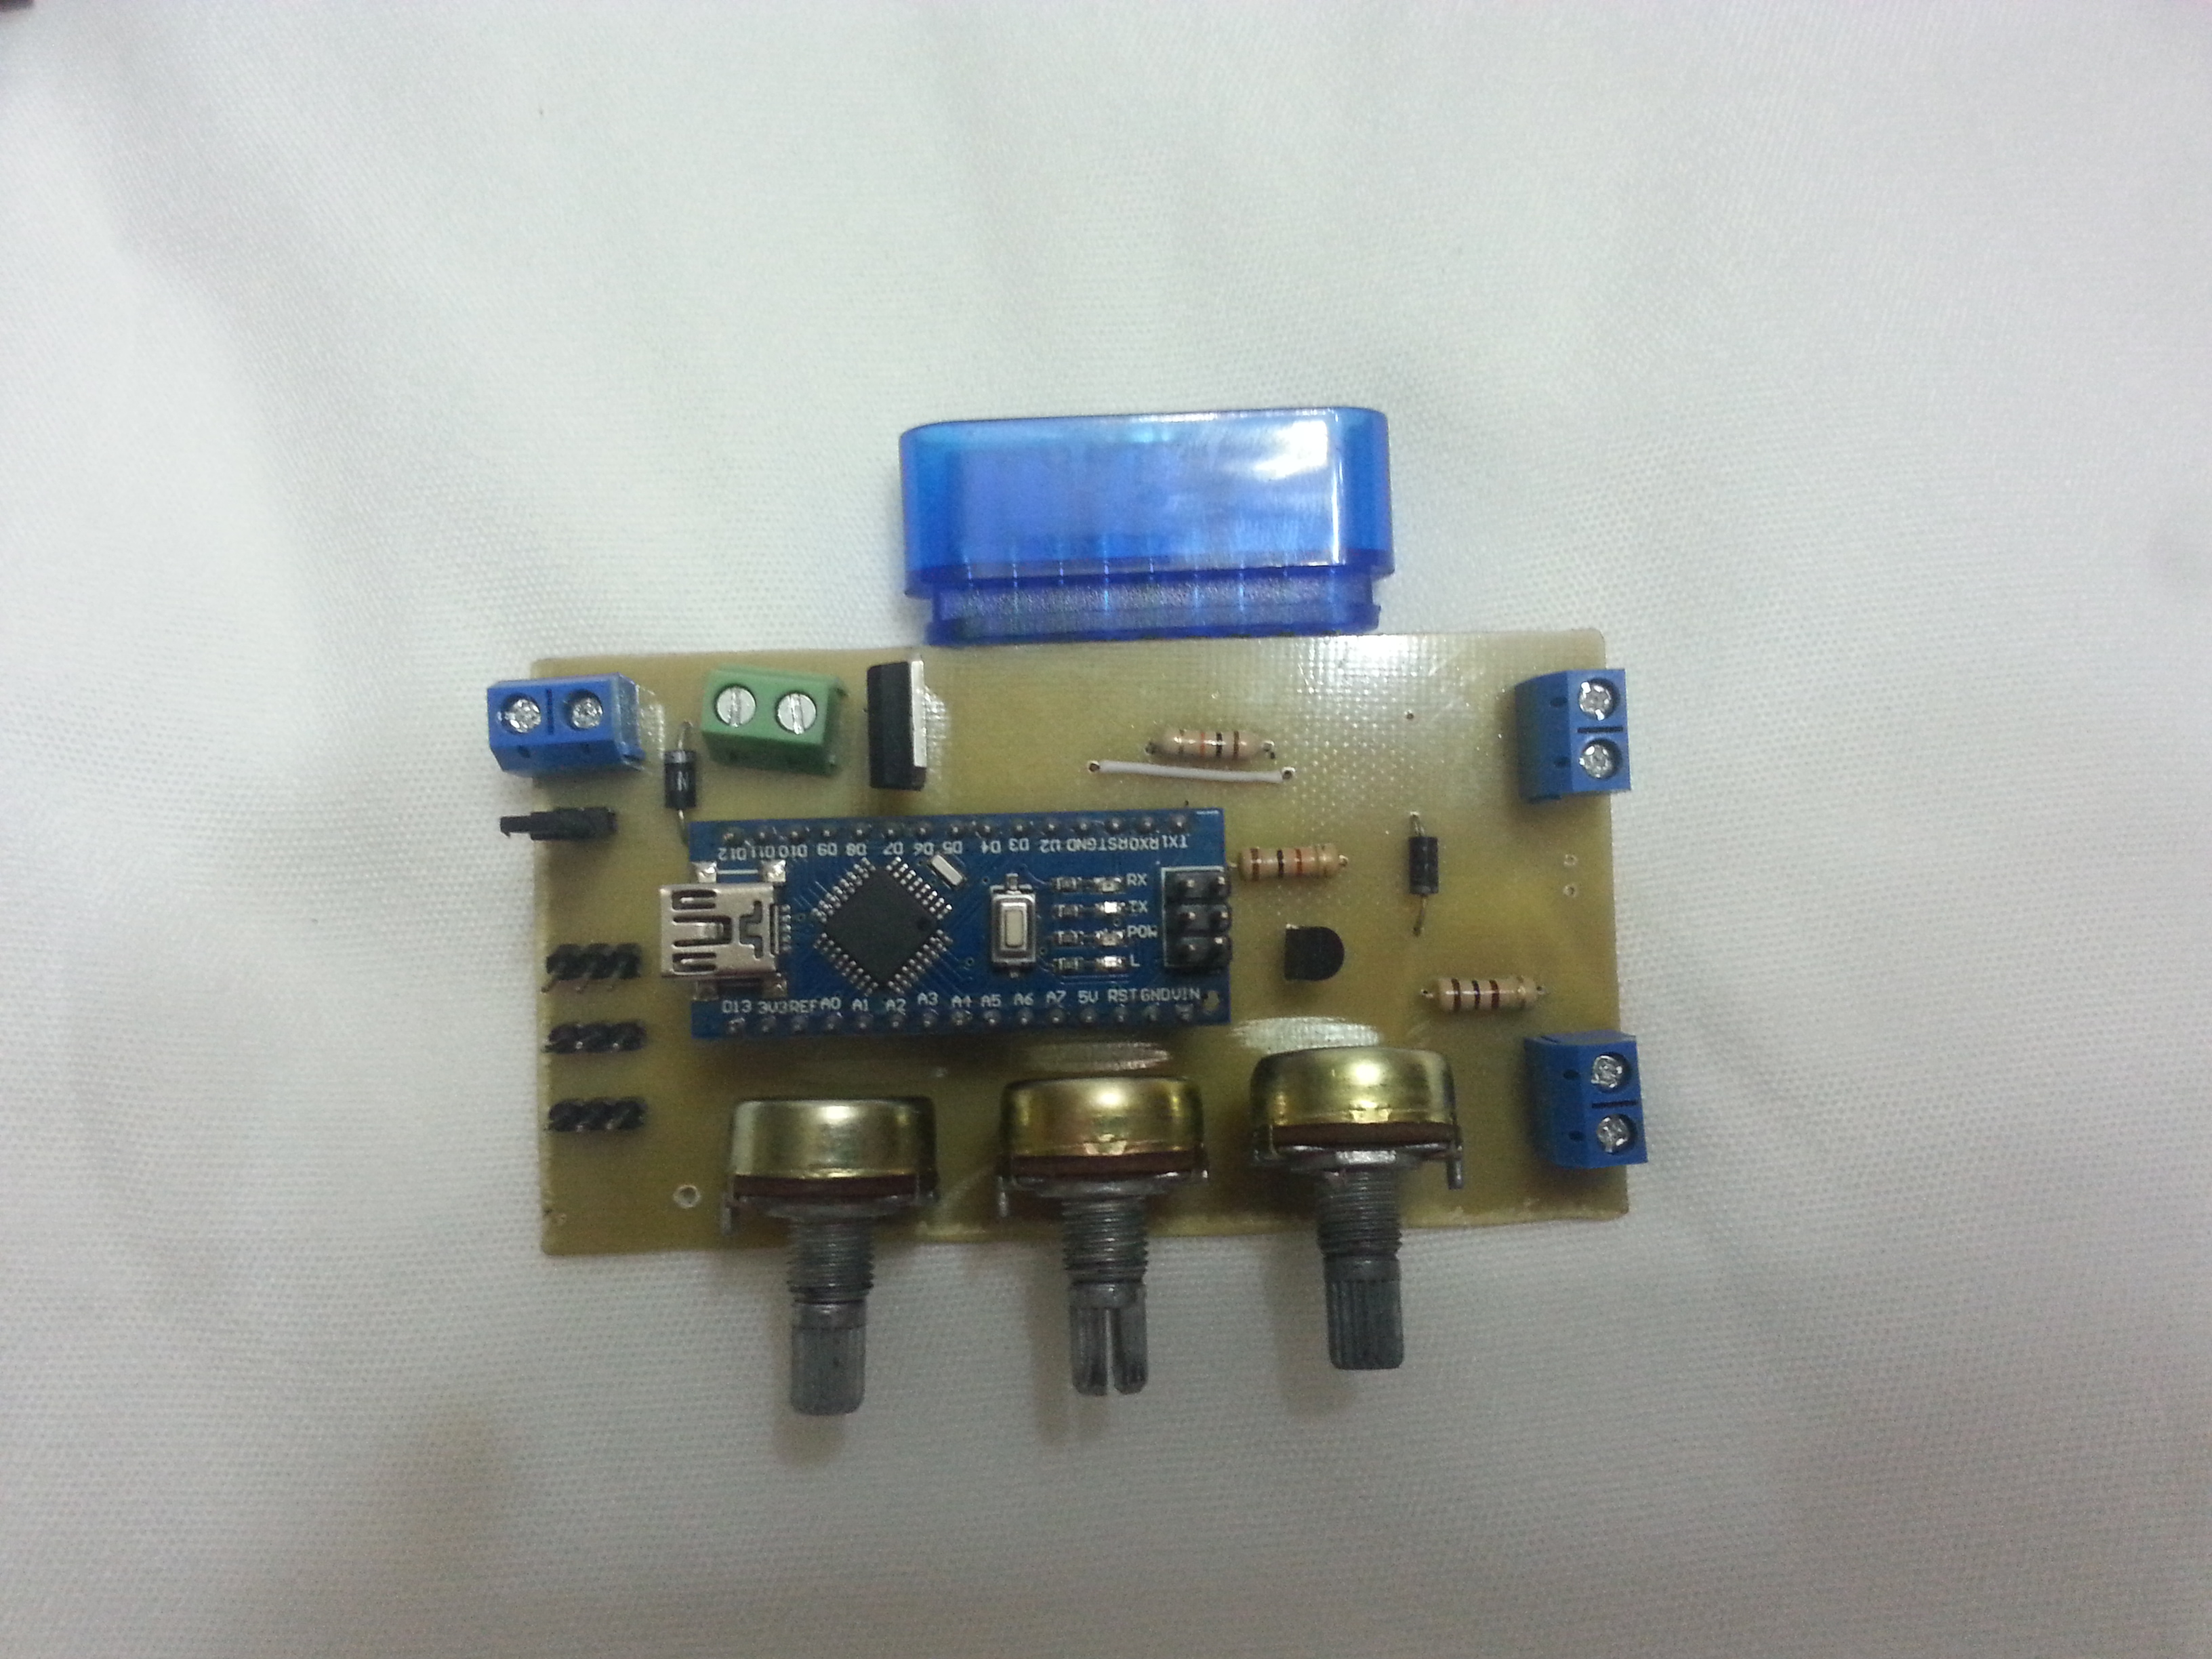 TX1 RX0 RST GND D2 D3 D4 D5 D6 D7 D8 D9 D10 D11 D12
RX
TX
POW
L
D13 3V3 REF A0 A1 A2 A3 A4 A5 A6 A7 5V RST GND VIN